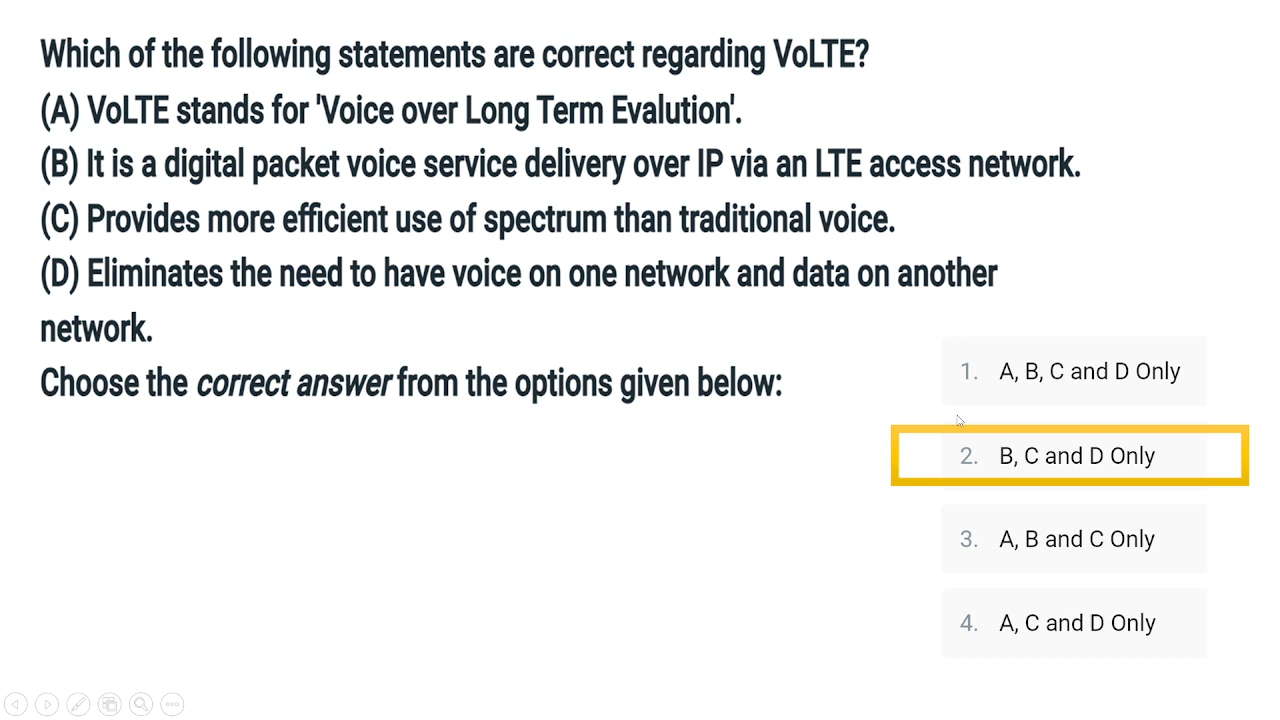 Which of the following statements are correct regarding VoLTE?
(A) VoLTE stands for 'Voice over Long Term Evalution'.
(B) It is a digital packet voice service delivery over IP via an LTE access network.
(C) Provides more efficient use of spectrum than traditional voice.
(D) Eliminates the need to have voice on one network and data on another
network.
Choose the correct answer from the options given below:
1. A, B, C and D Only
2. B, C and D Only
3. A, B and C Only
4. A, C and D Only